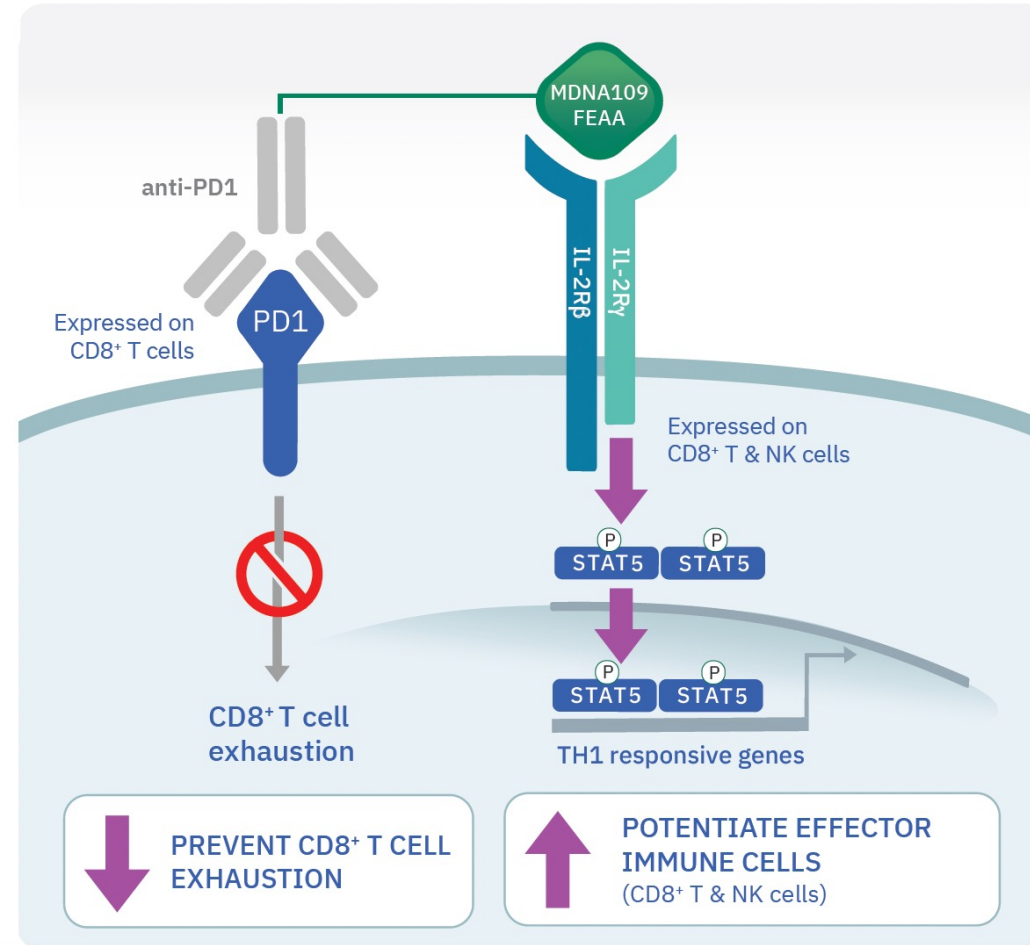 MDNA109
FEAA
anti-PD1
IL-2Rβ
IL-2Rγ
PD1
Expressed on
CD8⁺ T cells
Expressed on
CD8⁺ T & NK cells
P
P
STAT5
STAT5
P
P
STAT5
STAT5
CD8⁺ T cell
exhaustion
TH1 responsive genes
PREVENT CD8⁺ T CELL
EXHAUSTION
POTENTIATE EFFECTOR
IMMUNE CELLS
(CD8⁺ T & NK cells)